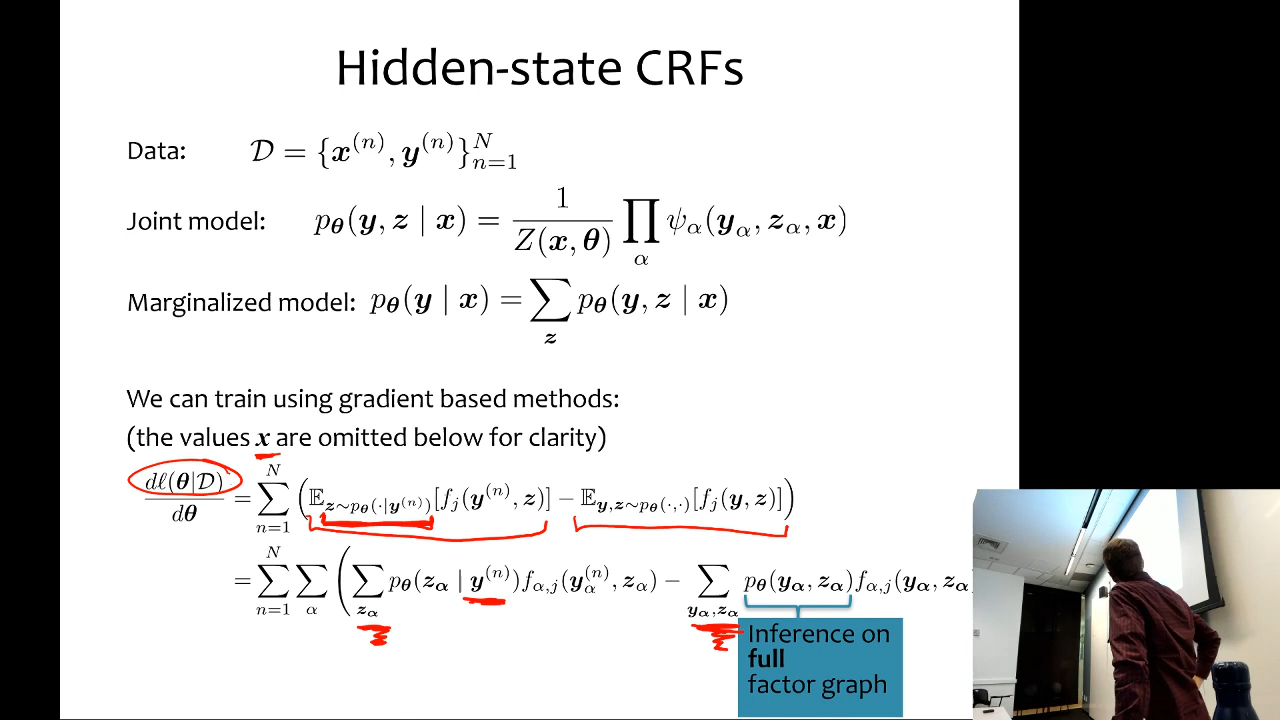 Hidden-state CRFs
Data: 𝒟 = {𝒙^(n), 𝒚^(n)}_{n=1}^N
Joint model: p_𝜽(𝒚, 𝒛 | 𝒙) = 1 / Z(𝒙, 𝜽) ∏_α ψ_α(𝒚_α, 𝒛_α, 𝒙)
Marginalized model: p_𝜽(𝒚 | 𝒙) = ∑_𝒛 p_𝜽(𝒚, 𝒛 | 𝒙)
We can train using gradient based methods:
(the values 𝒙 are omitted below for clarity)
dℓ(𝜽|𝒟) / d𝜽 = ∑_{n=1}^N (𝔼_{𝒛∼p_𝜽(·|𝒚^(n))}[f_j(𝒚^(n), 𝒛)] − 𝔼_{𝒚,𝒛∼p_𝜽(·,·)}[f_j(𝒚, 𝒛)])
= ∑_{n=1}^N ∑_α (∑_{𝒛_α} p_𝜽(𝒛_α | 𝒚^(n)) f_{α,j}(𝒚_α^(n), 𝒛_α) − ∑_{𝒚_α,𝒛_α} p_𝜽(𝒚_α, 𝒛_α) f_{α,j}(𝒚_α, 𝒛_α
Inference on
full
factor graph